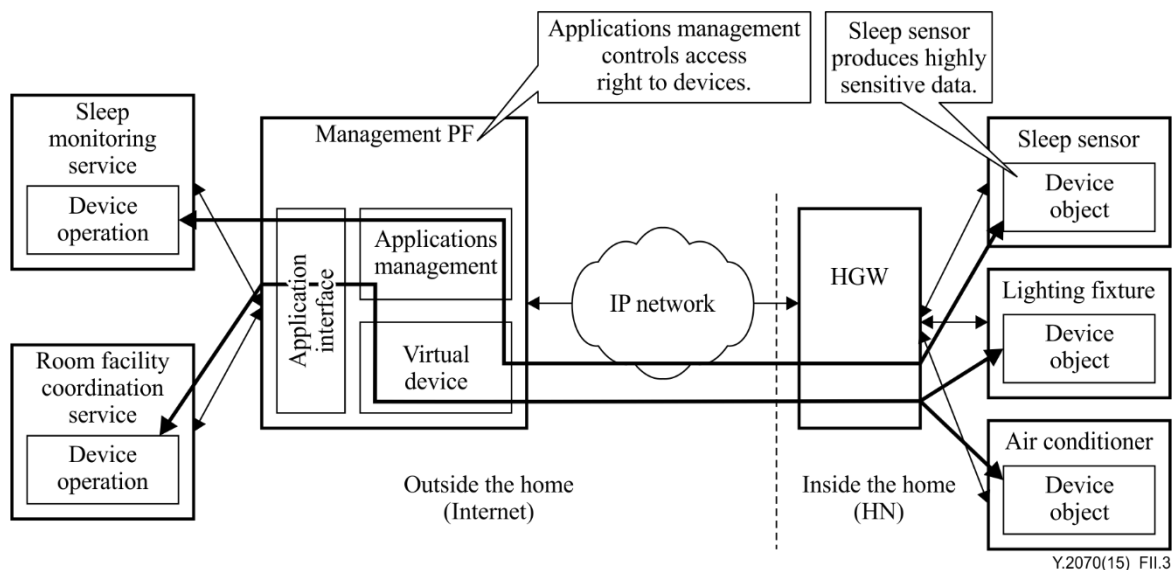 Applications management
controls access
right to devices.
Sleep sensor
produces highly
sensitive data.
Sleep
monitoring
service
Device
operation
Management PF
Application
interface
Applications
management
Virtual
device
IP network
HGW
Sleep sensor
Device
object
Lighting fixture
Device
object
Room facility
coordination
service
Device
operation
Air conditioner
Device
object
Outside the home
(Internet)
Inside the home
(HN)
Y.2070(15)_FII.3